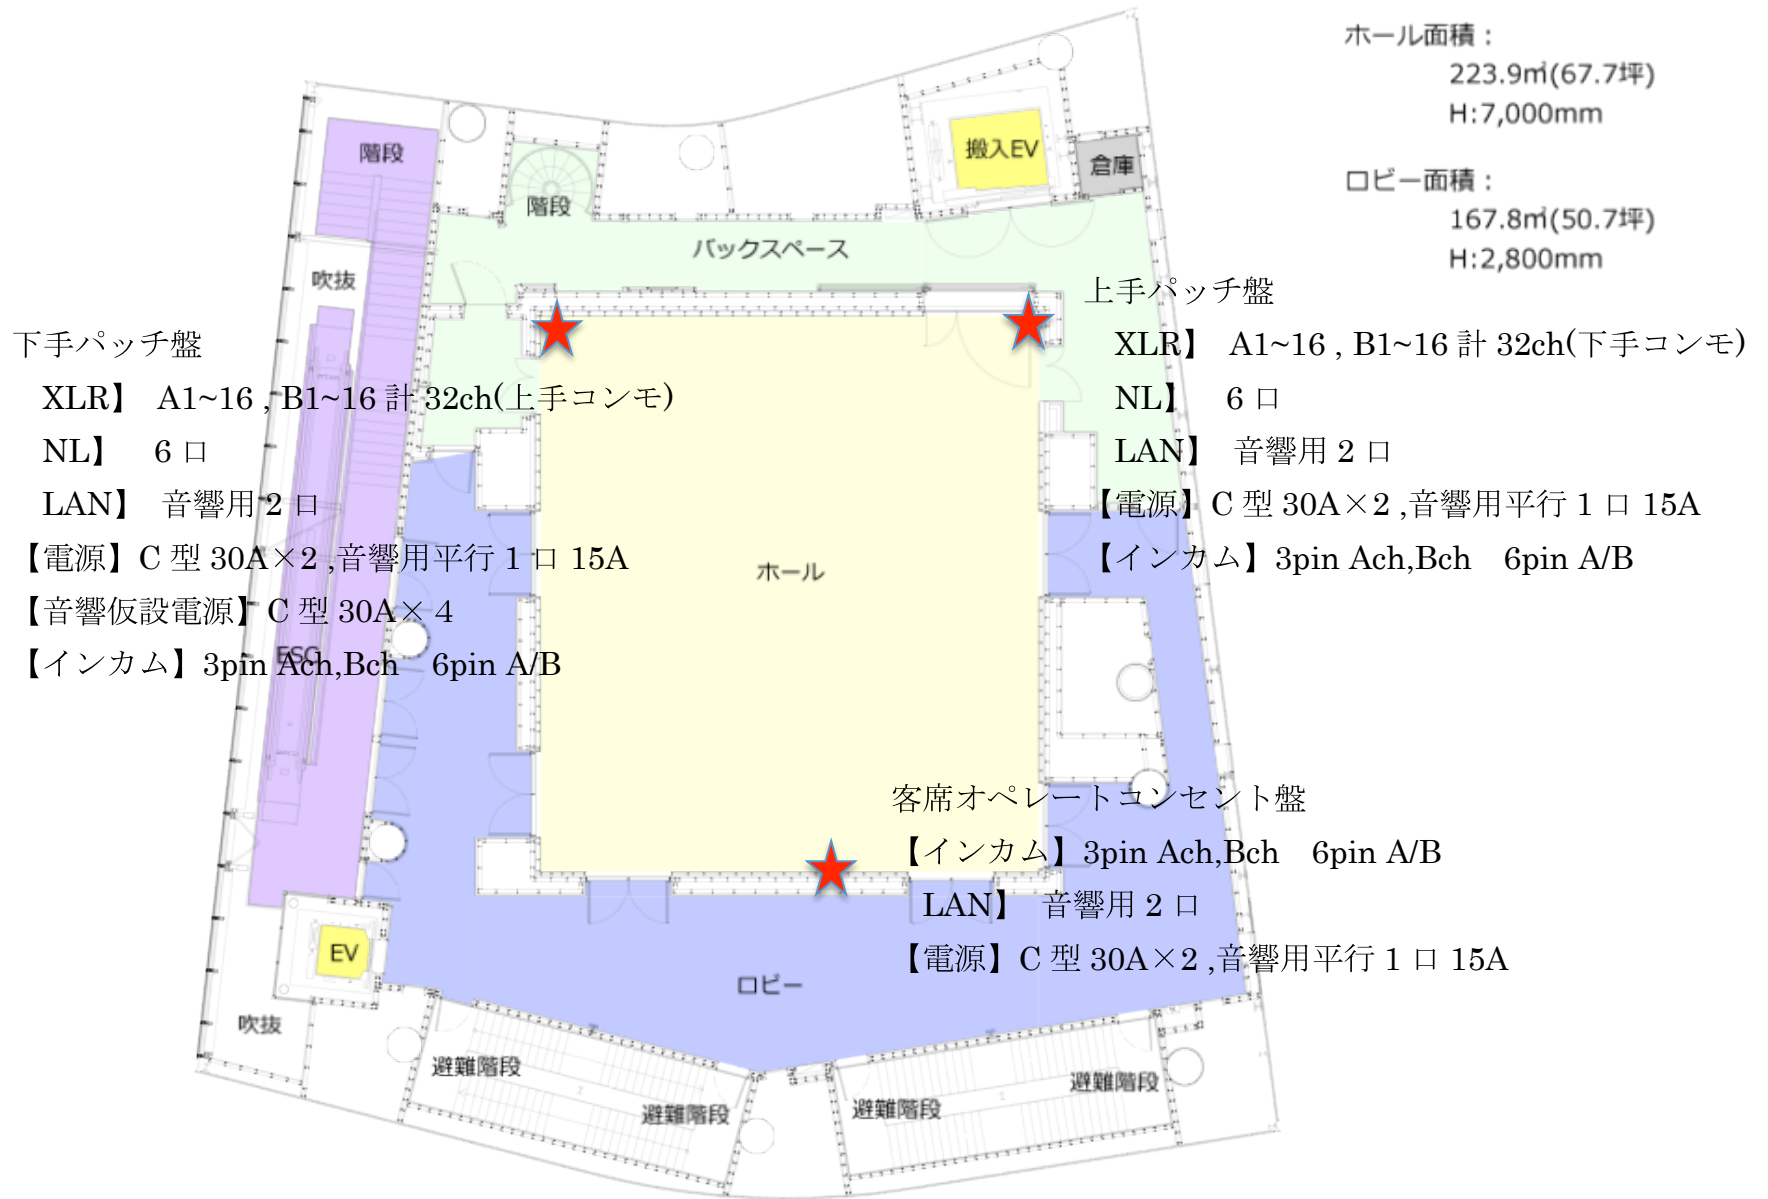 ホール面積：
223.9㎡(67.7坪)
H:7,000mm
ロビー面積：
167.8㎡(50.7坪)
H:2,800mm
階段
階段
搬入EV
倉庫
バックスペース
吹抜
上手パッチ盤
XLR】 A1~16 , B1~16 計 32ch(下手コンモ)
NL】 6 口
LAN】 音響用 2 口
【電源】C 型 30A×2 ,音響用平行 1 口 15A
【インカム】3pin Ach,Bch 6pin A/B
下手パッチ盤
XLR】 A1~16 , B1~16 計 32ch(上手コンモ)
NL】 6 口
LAN】 音響用 2 口
【電源】C 型 30A×2 ,音響用平行 1 口 15A
【音響仮設電源】C 型 30A× 4
【インカム】3pin Ach,Bch 6pin A/B
ESC
ホール
客席オペレートコンセント盤
【インカム】3pin Ach,Bch 6pin A/B
LAN】 音響用 2 口
【電源】C 型 30A×2 ,音響用平行 1 口 15A
EV
ロビー
吹抜
避難階段
避難階段
避難階段
避難階段